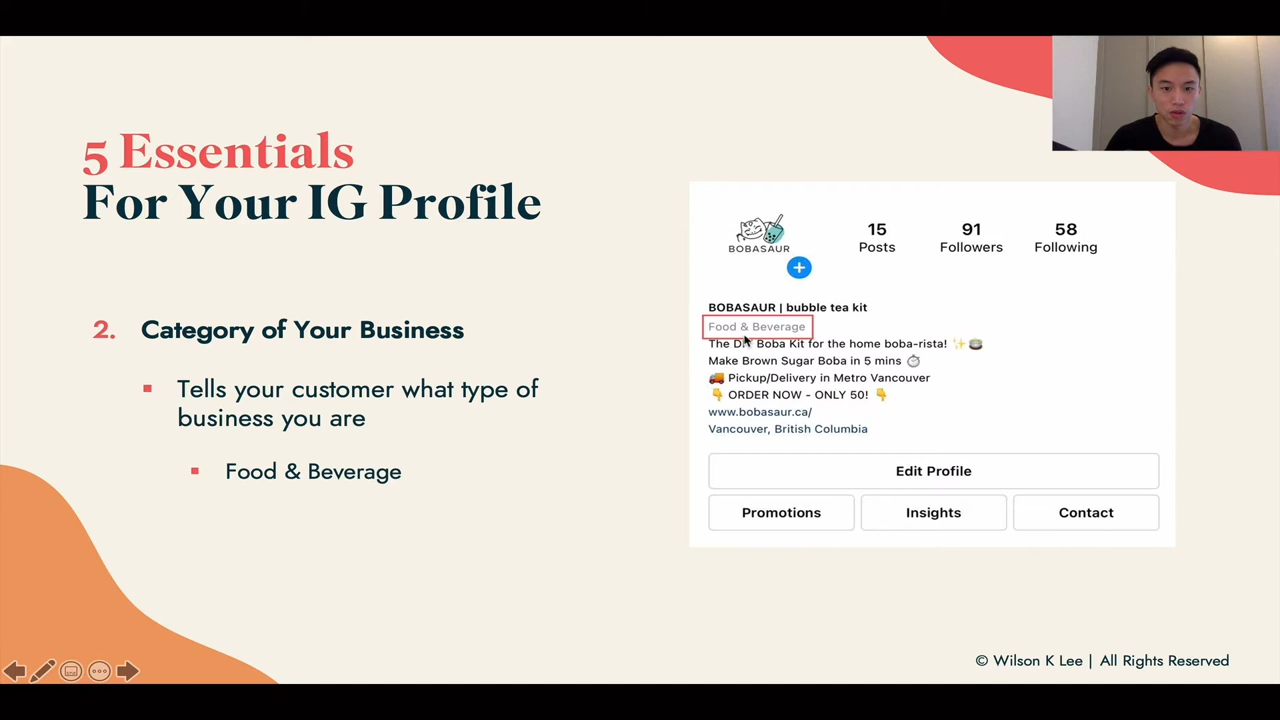 5 Essentials
For Your IG Profile
2. Category of Your Business
Tells your customer what type of
business you are
Food & Beverage
BOBASAUR
15
Posts
91
Followers
58
Following
BOBASAUR | bubble tea kit
Food & Beverage
The DIY Boba Kit for the home boba-rista! ✨🍵
Make Brown Sugar Boba in 5 mins ⏱
🚚 Pickup/Delivery in Metro Vancouver
👇 ORDER NOW - ONLY 50! 👇
www.bobasaur.ca/
Vancouver, British Columbia
Edit Profile
Promotions
Insights
Contact
© Wilson K Lee | All Rights Reserved